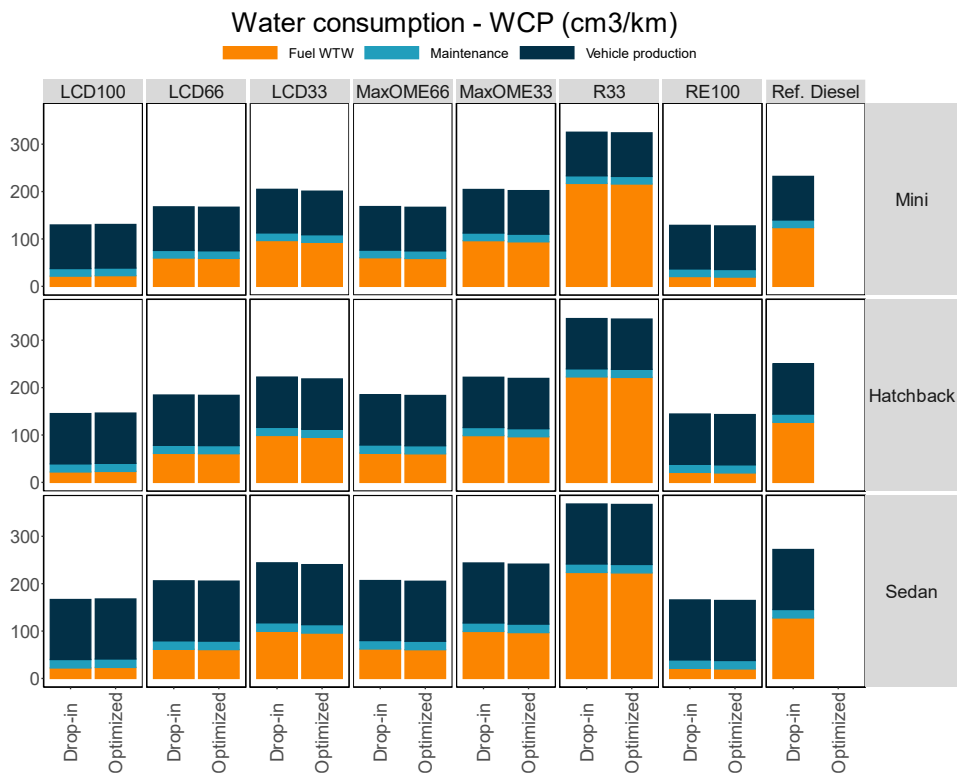 Water consumption - WCP (cm3/km)
Fuel WTW Maintenance Vehicle production
LCD100 LCD66 LCD33 MaxOME66 MaxOME33 R33 RE100 Ref. Diesel
300
200
100
0
Mini
300
200
100
0
Hatchback
300
200
100
0
Sedan
Drop-in Optimized Drop-in Optimized Drop-in Optimized Drop-in Optimized Drop-in Optimized Drop-in Optimized Drop-in Optimized Drop-in Optimized